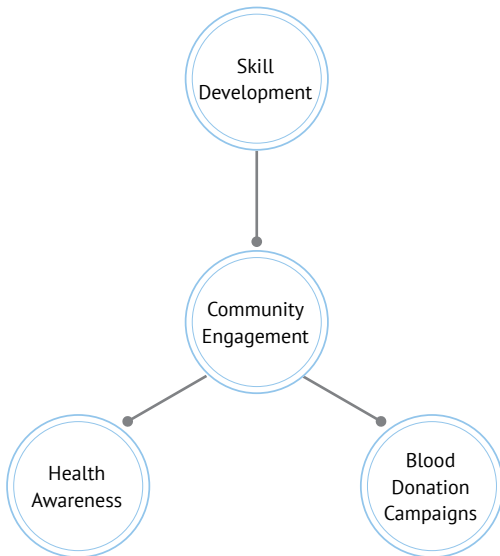 Skill
Development
Community
Engagement
Health
Awareness
Blood
Donation
Campaigns